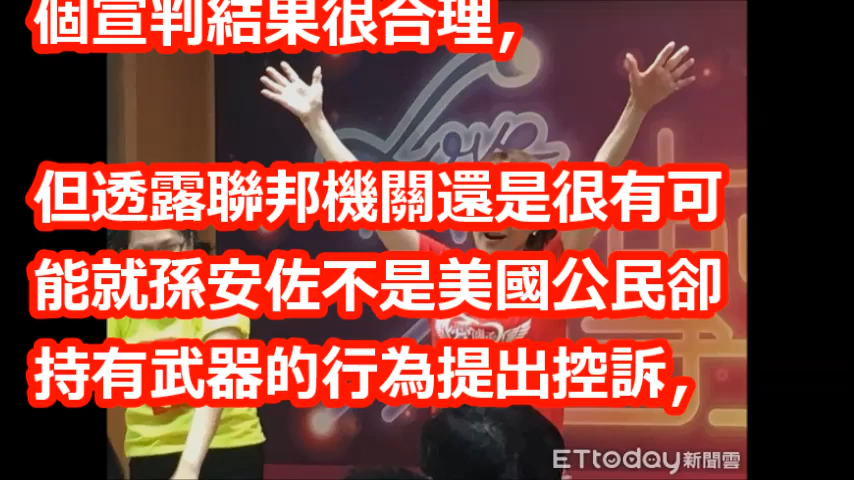 個宣判結果很合理,
Love
但透露聯邦機關還是很有可
能就孫安佐不是美國公民卻
持有武器的行為提出控訴,
ETtoday新聞雲